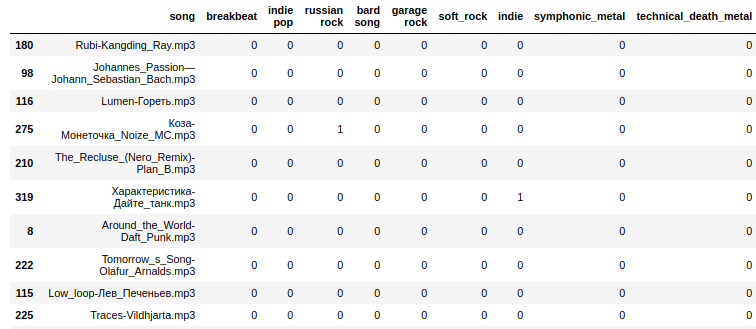 song breakbeat indie pop russian rock bard song garage rock soft_rock indie symphonic_metal technical_death_metal
180 Rubi-Kangding_Ray.mp3 0 0 0 0 0 0 0 0 0
98 Johannes_Passion—
Johann_Sebastian_Bach.mp3 0 0 0 0 0 0 0 0 0
116 Lumen-Гореть.mp3 0 0 0 0 0 0 0 0 0
275 Коза-
Монеточка_Noize_MC.mp3 0 0 1 0 0 0 0 0 0
210 The_Recluse_(Nero_Remix)-
Plan_B.mp3 0 0 0 0 0 0 0 0 0
319 Характеристика-
Дайте_танк.mp3 0 0 0 0 0 0 1 0 0
8 Around_the_World-
Daft_Punk.mp3 0 0 0 0 0 0 0 0 0
222 Tomorrow_s_Song-
Olafur_Arnalds.mp3 0 0 0 0 0 0 0 0 0
115 Low_loop-Лев_Печеньев.mp3 0 0 0 0 0 0 0 0 0
225 Traces-Vildhjarta.mp3 0 0 0 0 0 0 0 0 0